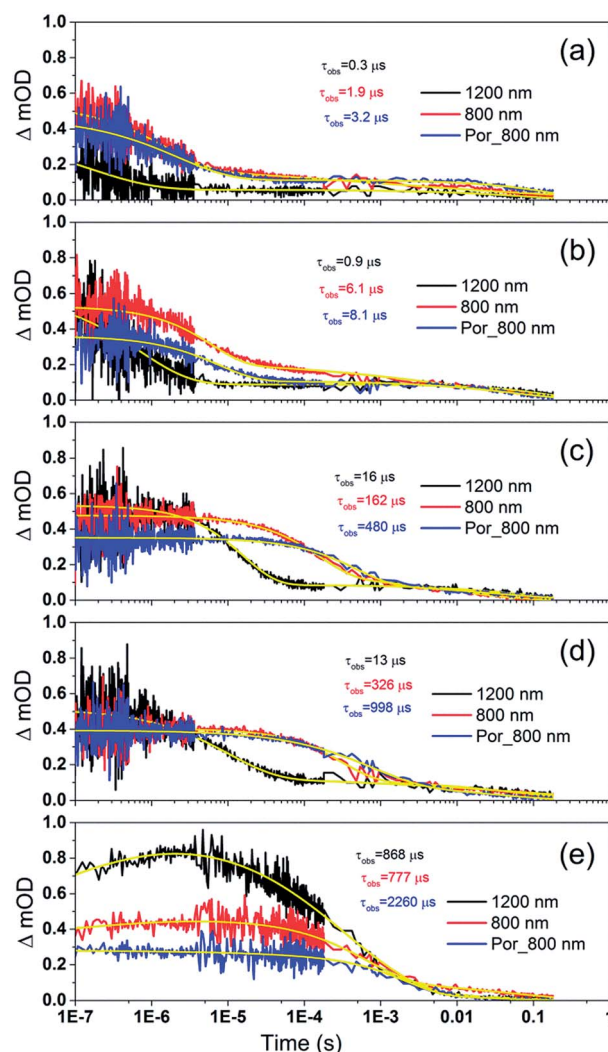 1.0
0.8
0.6
0.4
0.2
0.0
Δ mOD
(a)
τobs=0.3 μs
τobs=1.9 μs
τobs=3.2 μs
1200 nm
800 nm
Por_800 nm
1.0
0.8
0.6
0.4
0.2
0.0
Δ mOD
(b)
τobs=0.9 μs
τobs=6.1 μs
τobs=8.1 μs
1200 nm
800 nm
Por_800 nm
1.0
0.8
0.6
0.4
0.2
0.0
Δ mOD
(c)
τobs=16 μs
τobs=162 μs
τobs=480 μs
1200 nm
800 nm
Por_800 nm
1.0
0.8
0.6
0.4
0.2
0.0
Δ mOD
(d)
τobs=13 μs
τobs=326 μs
τobs=998 μs
1200 nm
800 nm
Por_800 nm
1.0
0.8
0.6
0.4
0.2
0.0
Δ mOD
(e)
τobs=868 μs
τobs=777 μs
τobs=2260 μs
1200 nm
800 nm
Por_800 nm
1E-7 1E-6 1E-5 1E-4 1E-3 0.01 0.1 1
Time (s)